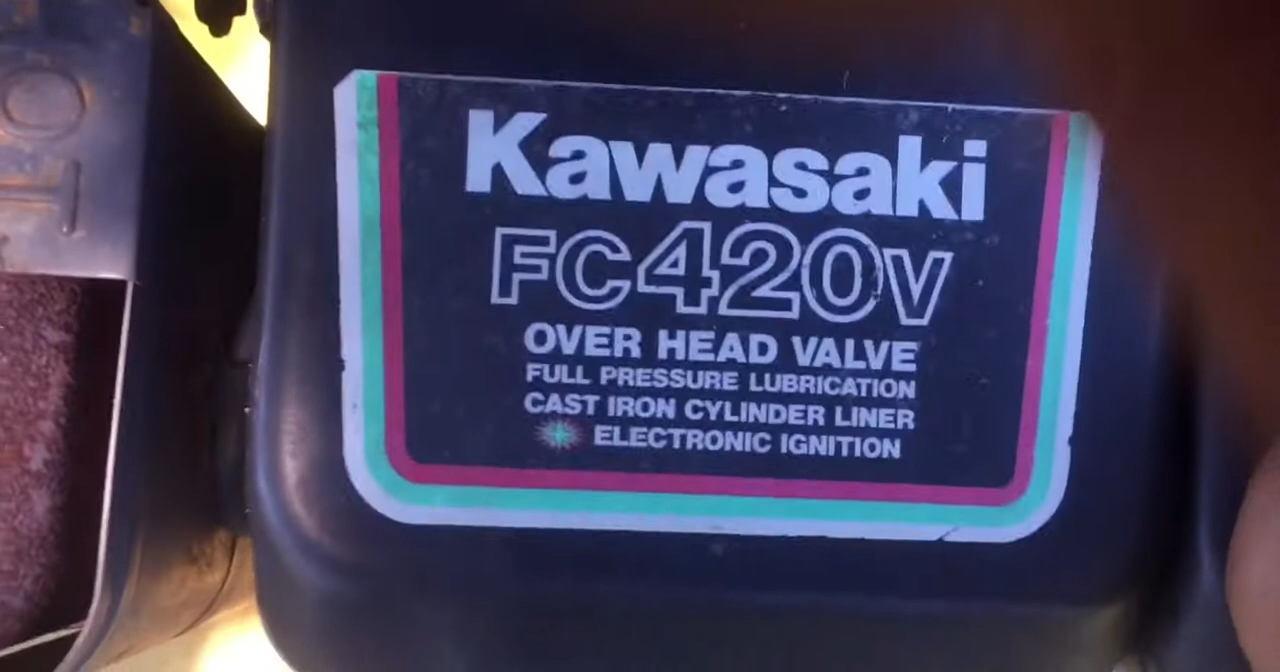 Kawasaki
FC420V
OVER HEAD VALVE
FULL PRESSURE LUBRICATION
CAST IRON CYLINDER LINER
ELECTRONIC IGNITION